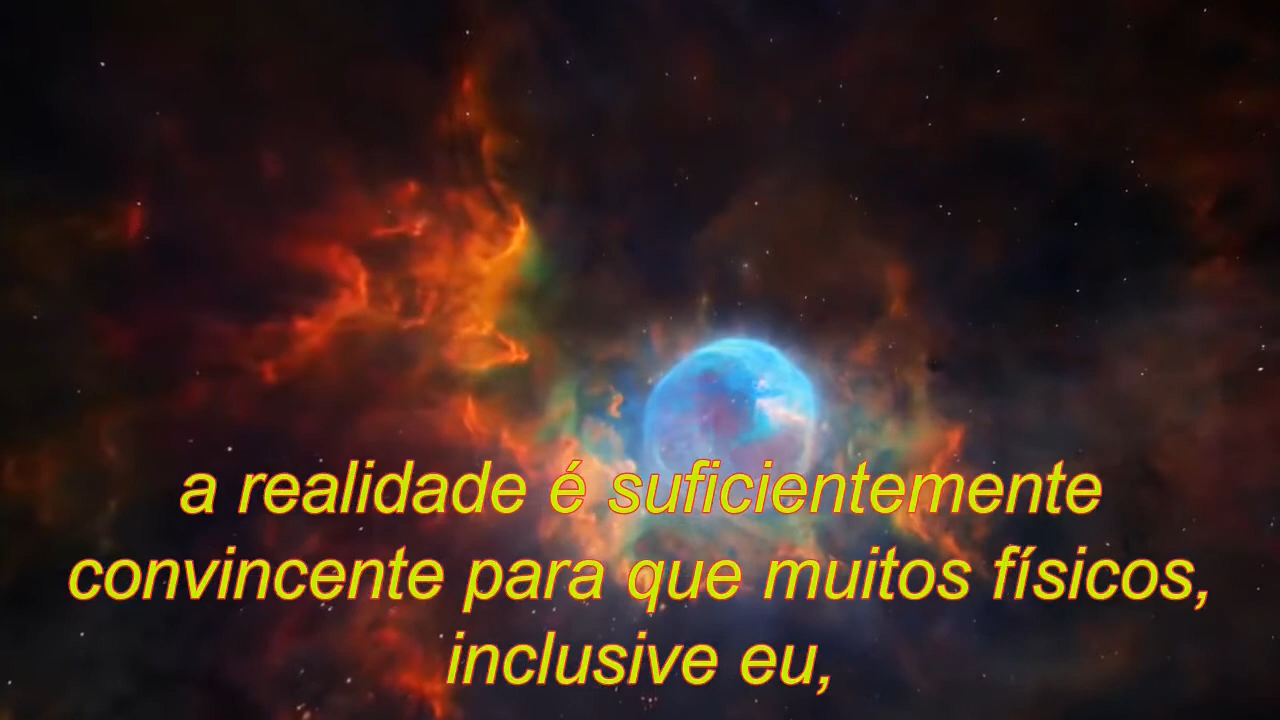 a realidade é suficientemente
convincente para que muitos físicos,
inclusive eu,